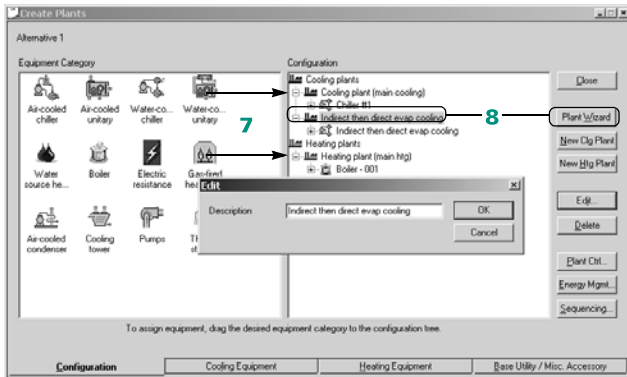 Create Plants
Alternative 1
Equipment Category
Configuration
Air-cooled chiller
Air-cooled unitary
Water-co... chiller
Water-co... unitary
Water source he...
Boiler
Electric resistance
Gas-fired
Air-cooled condenser
Cooling tower
Pumps
7
Cooling plants
Cooling plant (main cooling)
Chiller #1
Indirect then direct evap cooling
Indirect then direct evap cooling
Heating plants
Heating plant (main htg)
Boiler - 001
8
Close
Plant Wizard
New Clg Plant
New Htg Plant
Edit...
Delete
Plant Ctrl...
Energy Mgmt...
Sequencing...
Edit
Description
Indirect then direct evap cooling
OK
Cancel
To assign equipment, drag the desired equipment category to the configuration tree.
Configuration
Cooling Equipment
Heating Equipment
Base Utility / Misc. Accessory